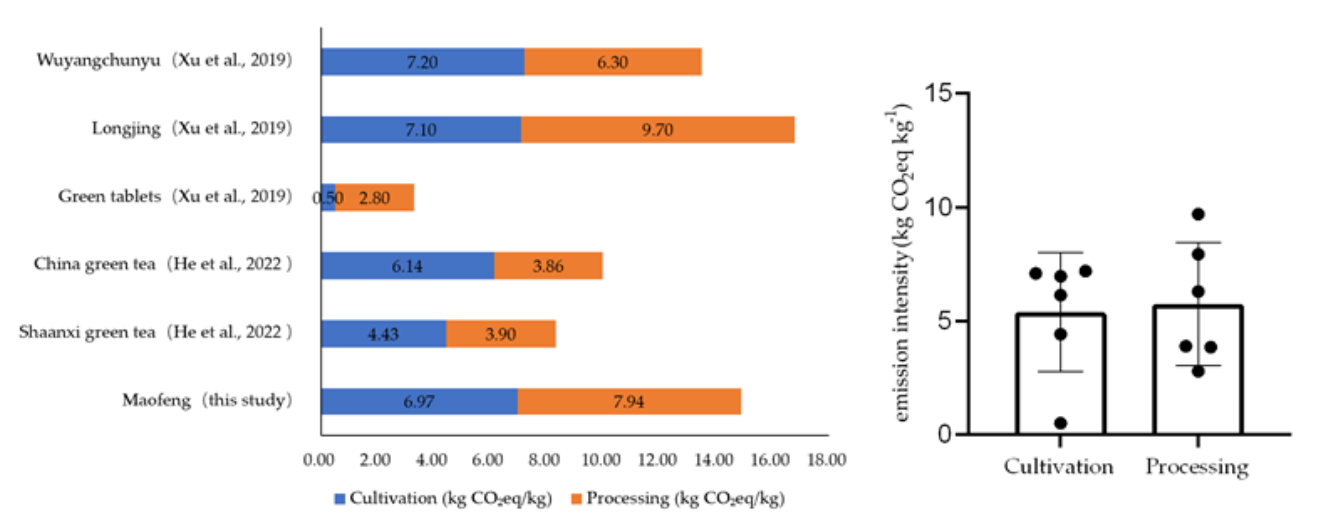 Wuyangchunyu（Xu et al., 2019）
7.20
6.30
Longjing（Xu et al., 2019）
7.10
9.70
Green tablets（Xu et al., 2019）
0.50
2.80
China green tea（He et al., 2022 ）
6.14
3.86
Shaanxi green tea（He et al., 2022 ）
4.43
3.90
Maofeng（this study）
6.97
7.94
0.00 2.00 4.00 6.00 8.00 10.00 12.00 14.00 16.00 18.00
Cultivation (kg CO₂eq/kg) Processing (kg CO₂eq/kg)
emission intensity(kg CO₂eq kg⁻¹)
15
10
5
0
Cultivation Processing